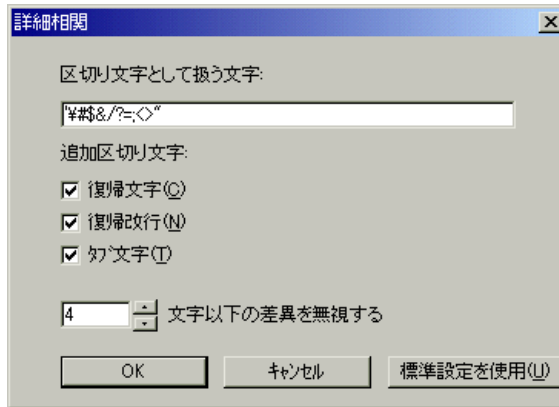 詳細相関
区切り文字として扱う文字:
"¥#$&/?=;<>"
追加区切り文字:
復帰文字(C)
復帰改行(N)
ﾀﾌﾞ文字(T)
4 文字以下の差異を無視する
OK ｷｬﾝｾﾙ 標準設定を使用(U)